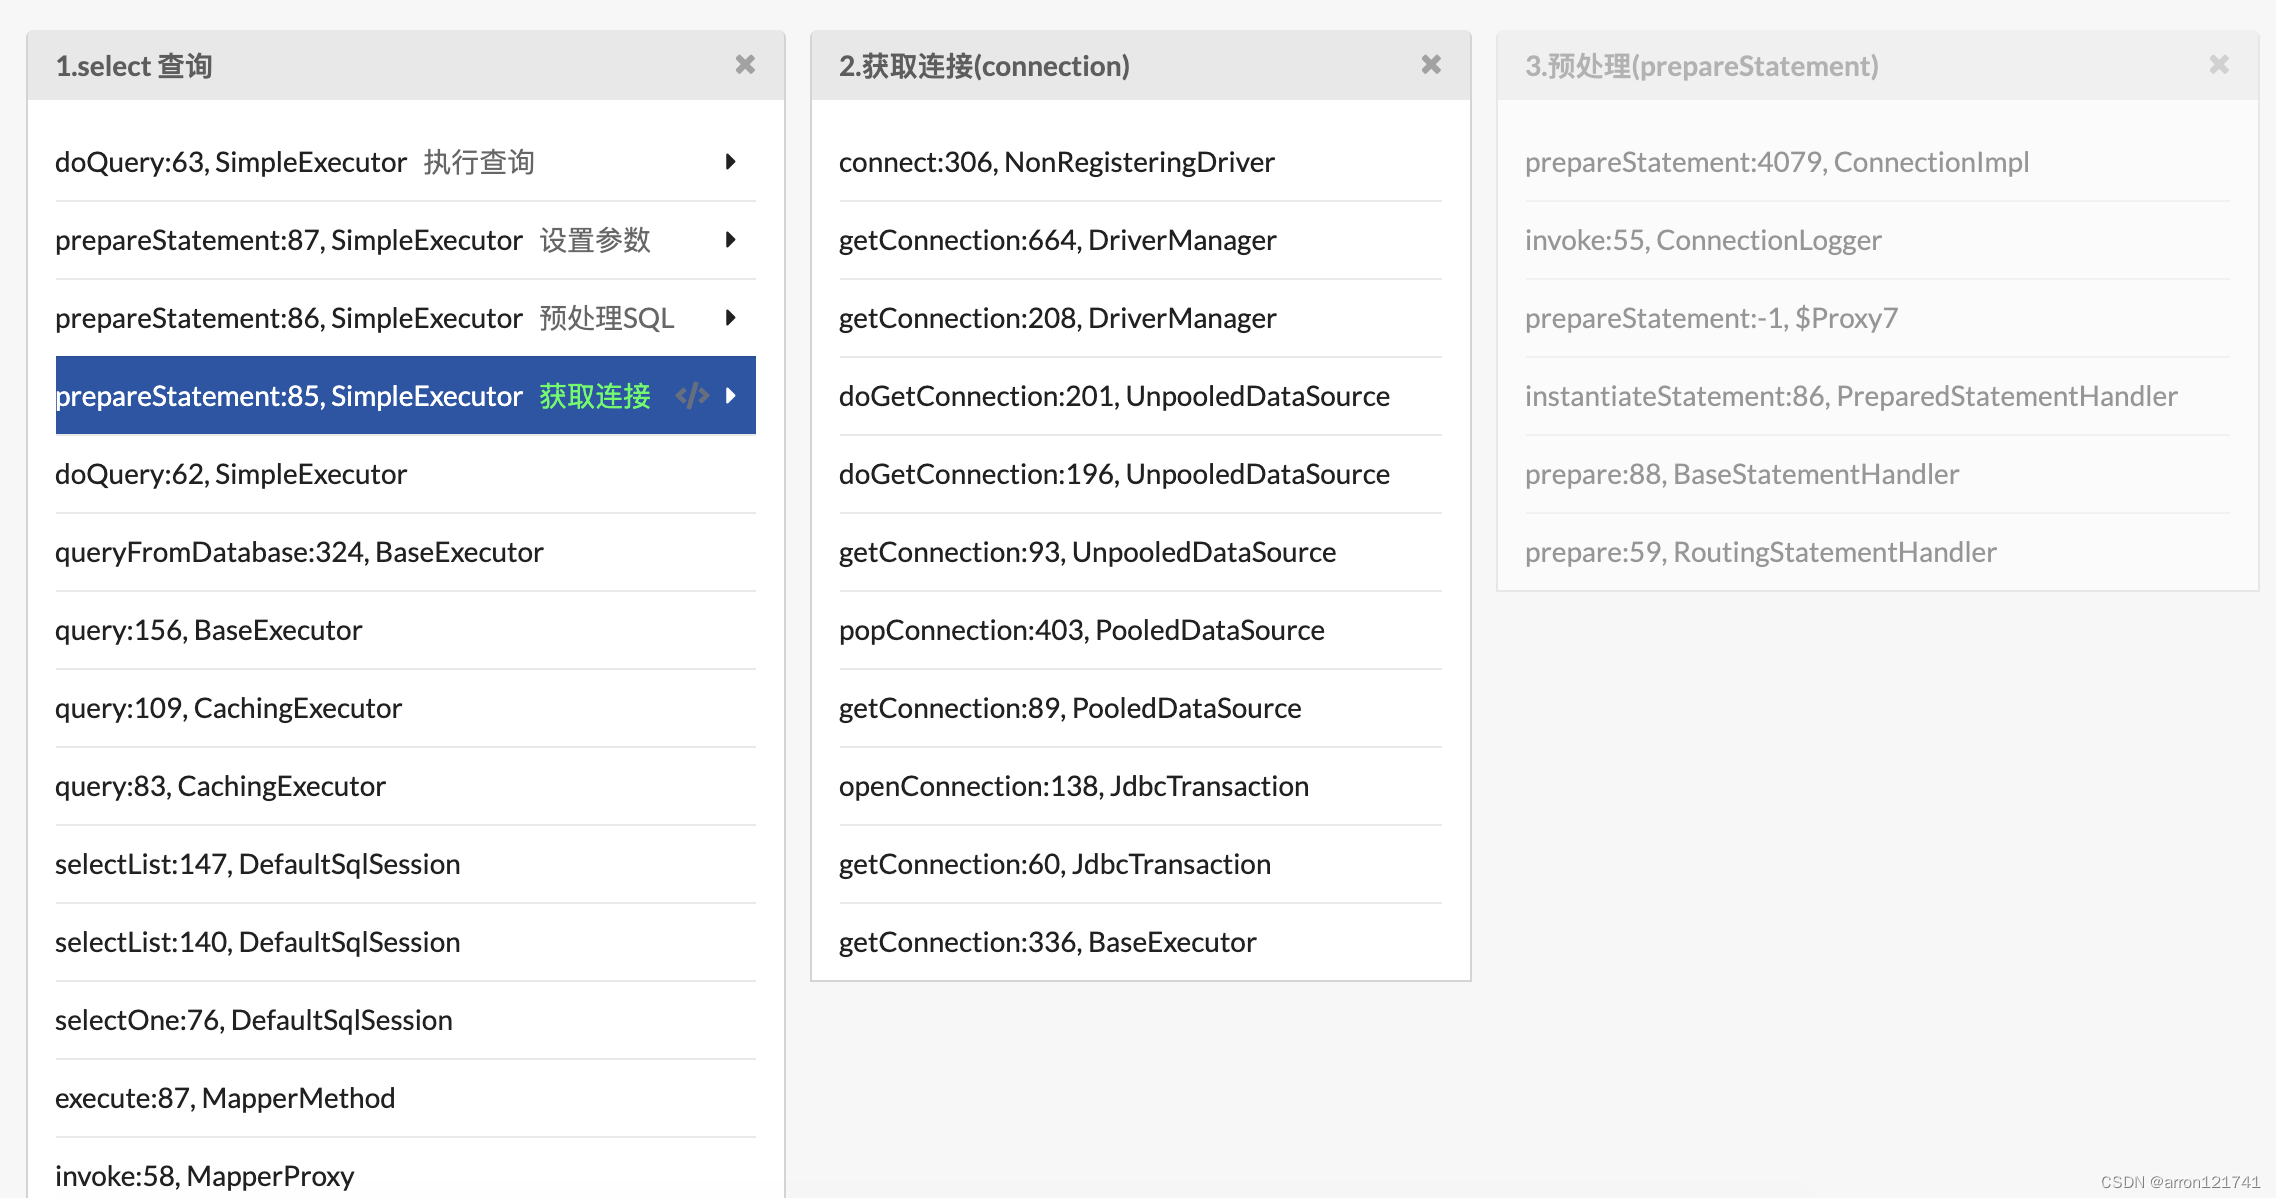 1.select 查询
doQuery:63, SimpleExecutor 执行查询
prepareStatement:87, SimpleExecutor 设置参数
prepareStatement:86, SimpleExecutor 预处理SQL
prepareStatement:85, SimpleExecutor 获取连接 </>
doQuery:62, SimpleExecutor
queryFromDatabase:324, BaseExecutor
query:156, BaseExecutor
query:109, CachingExecutor
query:83, CachingExecutor
selectList:147, DefaultSqlSession
selectList:140, DefaultSqlSession
selectOne:76, DefaultSqlSession
execute:87, MapperMethod
invoke:58, MapperProxy
2.获取连接(connection)
connect:306, NonRegisteringDriver
getConnection:664, DriverManager
getConnection:208, DriverManager
doGetConnection:201, UnpooledDataSource
doGetConnection:196, UnpooledDataSource
getConnection:93, UnpooledDataSource
popConnection:403, PooledDataSource
getConnection:89, PooledDataSource
openConnection:138, JdbcTransaction
getConnection:60, JdbcTransaction
getConnection:336, BaseExecutor
3.预处理(prepareStatement)
prepareStatement:4079, ConnectionImpl
invoke:55, ConnectionLogger
prepareStatement:-1, $Proxy7
instantiateStatement:86, PreparedStatementHandler
prepare:88, BaseStatementHandler
prepare:59, RoutingStatementHandler
CSDN @arron121741